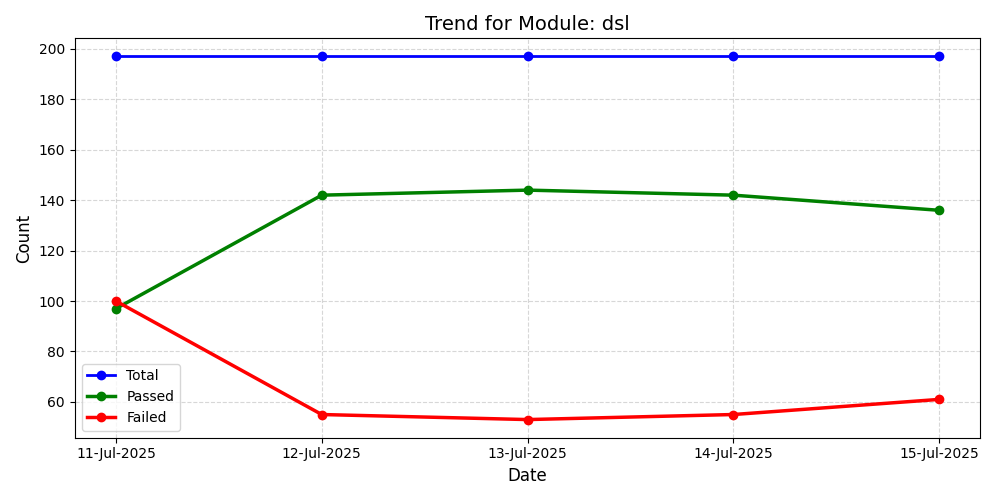 Trend for Module: dsl
Count
200
180
160
140
120
100
80
60
Total
Passed
Failed
11-Jul-2025
12-Jul-2025
13-Jul-2025
14-Jul-2025
15-Jul-2025
Date